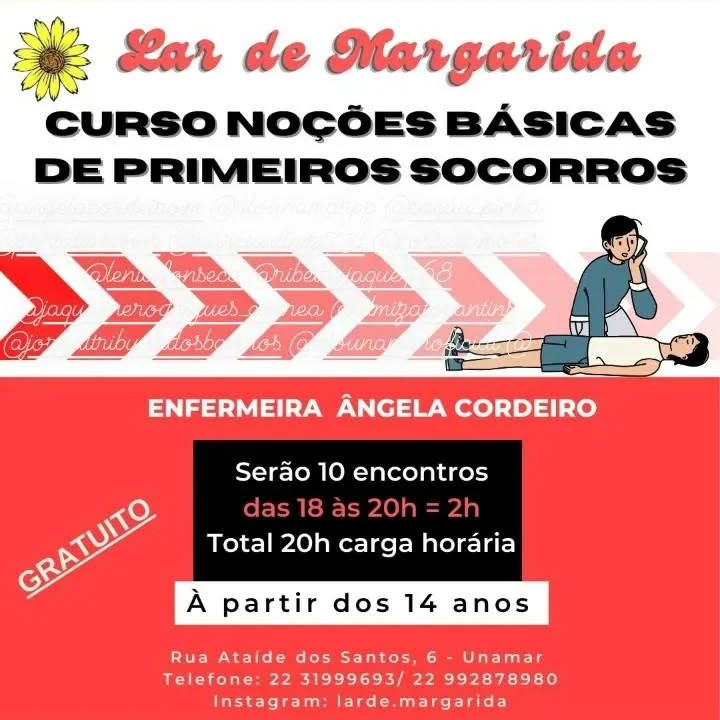 Lar de Margarida
CURSO NOÇÕES BÁSICAS
DE PRIMEIROS SOCORROS
ENFERMEIRA ÂNGELA CORDEIRO
Serão 10 encontros
das 18 às 20h = 2h
Total 20h carga horária
GRATUITO
À partir dos 14 anos
Rua Ataíde dos Santos, 6 - Unamar
Telefone: 22 31999693/ 22 992878980
Instagram: larde.margarida